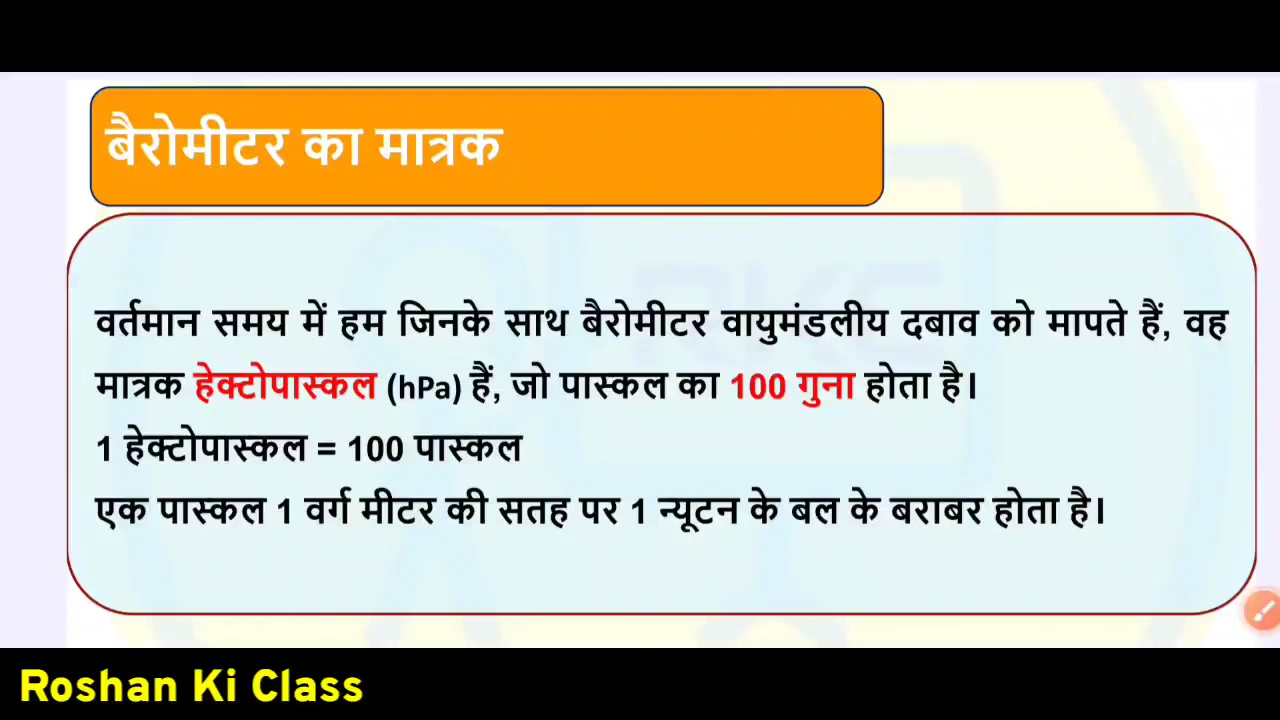 बैरोमीटर का मात्रक
वर्तमान समय में हम जिनके साथ बैरोमीटर वायुमंडलीय दबाव को मापते हैं, वह
मात्रक हेक्टोपास्कल (hPa) हैं, जो पास्कल का 100 गुना होता है।
1 हेक्टोपास्कल = 100 पास्कल
एक पास्कल 1 वर्ग मीटर की सतह पर 1 न्यूटन के बल के बराबर होता है।
RKC
Roshan Ki Class